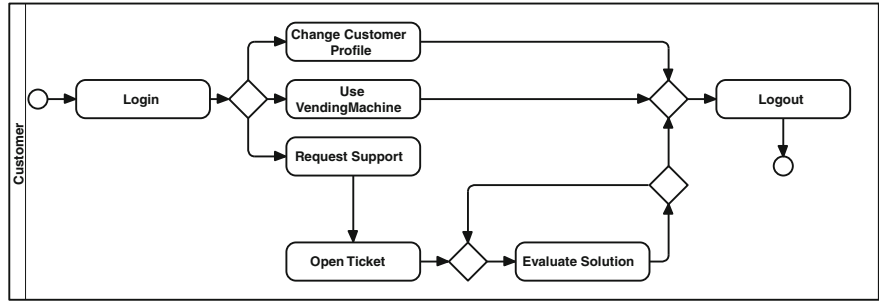 Customer
Login
Change Customer
Profile
Use
VendingMachine
Request Support
Open Ticket
Evaluate Solution
Logout